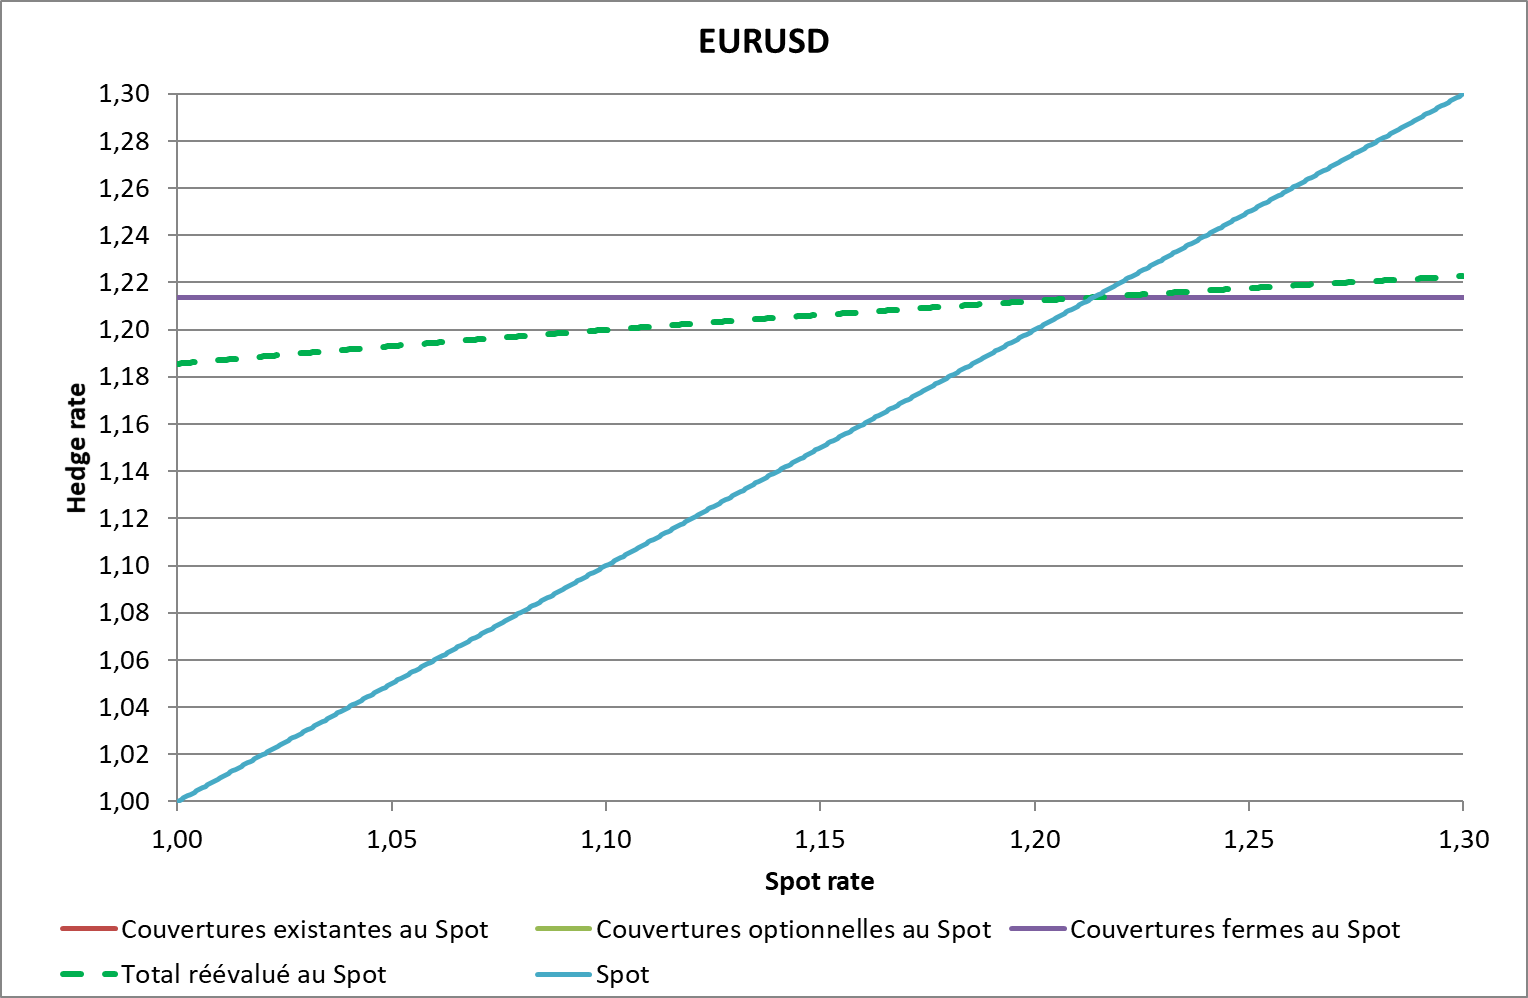 EURUSD
1,30
1,28
1,26
1,24
1,22
1,20
1,18
1,16
1,14
1,12
1,10
1,08
1,06
1,04
1,02
1,00
Hedge rate
1,00 1,05 1,10 1,15 1,20 1,25 1,30
Spot rate
Couvertures existantes au Spot Couvertures optionnelles au Spot Couvertures fermes au Spot
Total réévalué au Spot Spot